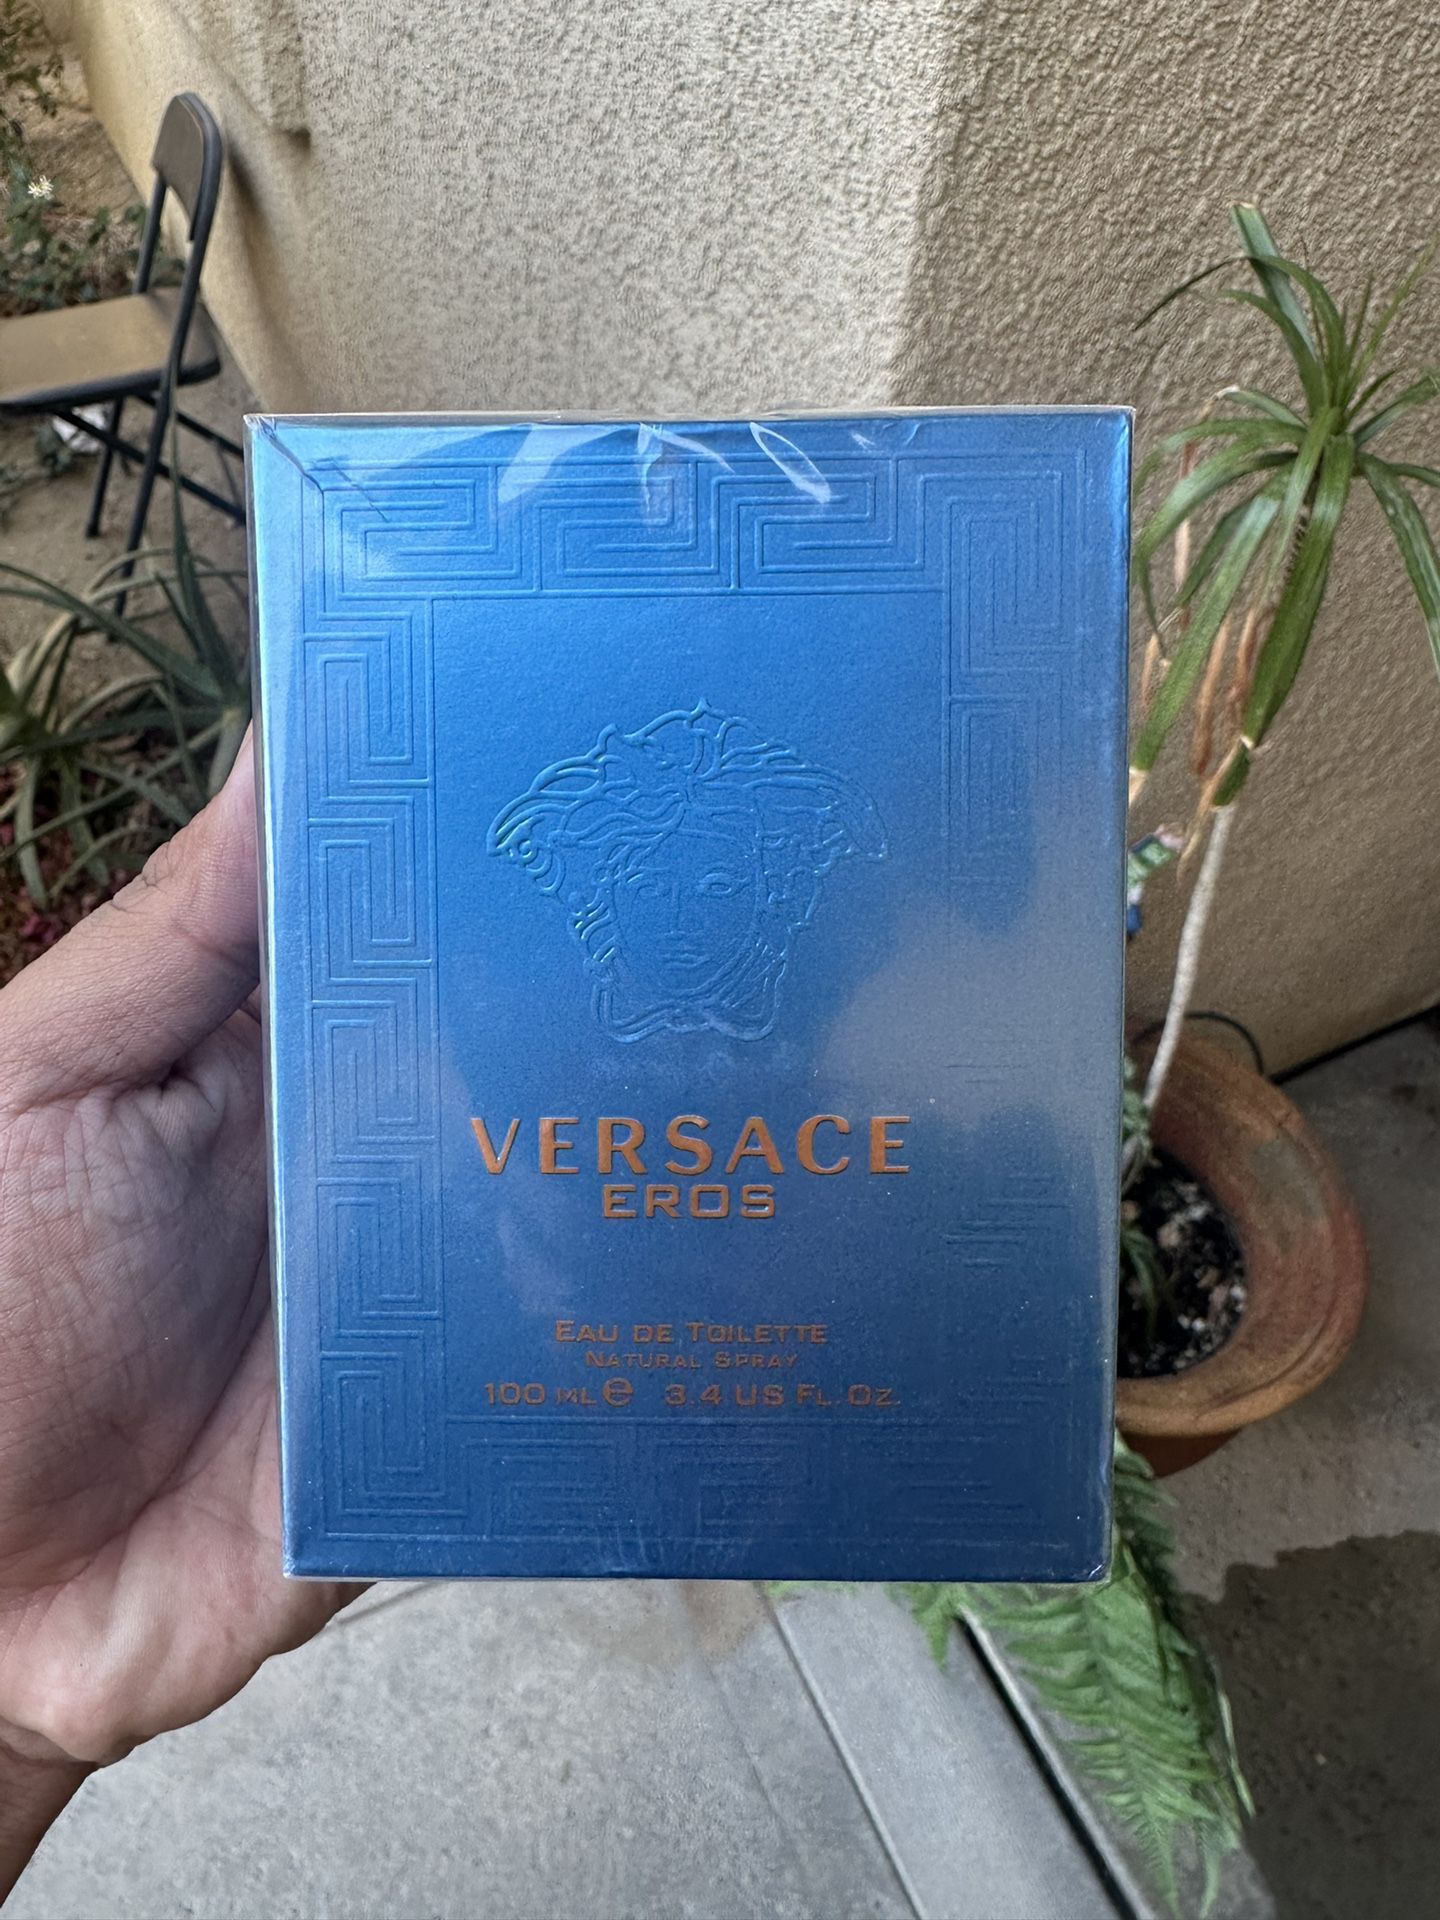 VERSACE
EROS
EAU DE TOILETTE
NATURAL SPRAY
100 ML ℮ 3.4 US FL. OZ.